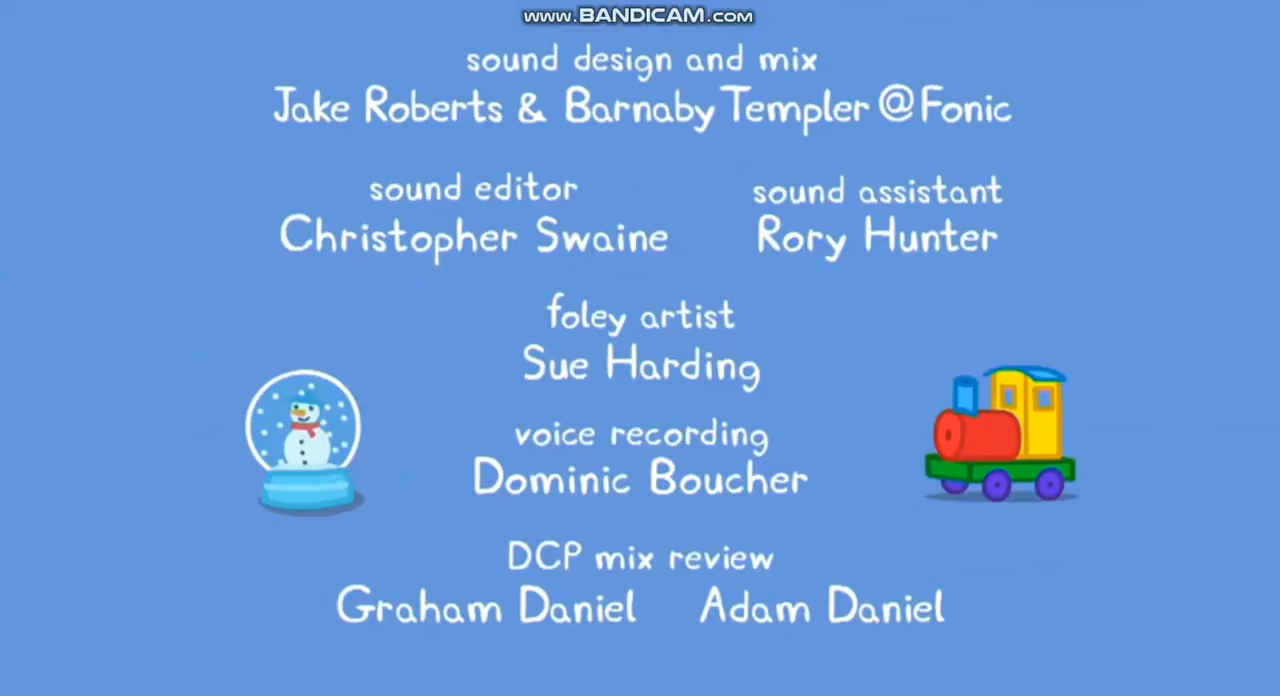 www.BANDICAM.com
sound design and mix
Jake Roberts & Barnaby Templer @Fonic
sound editor sound assistant
Christopher Swaine Rory Hunter
foley artist
Sue Harding
voice recording
Dominic Boucher
DCP mix review
Graham Daniel Adam Daniel